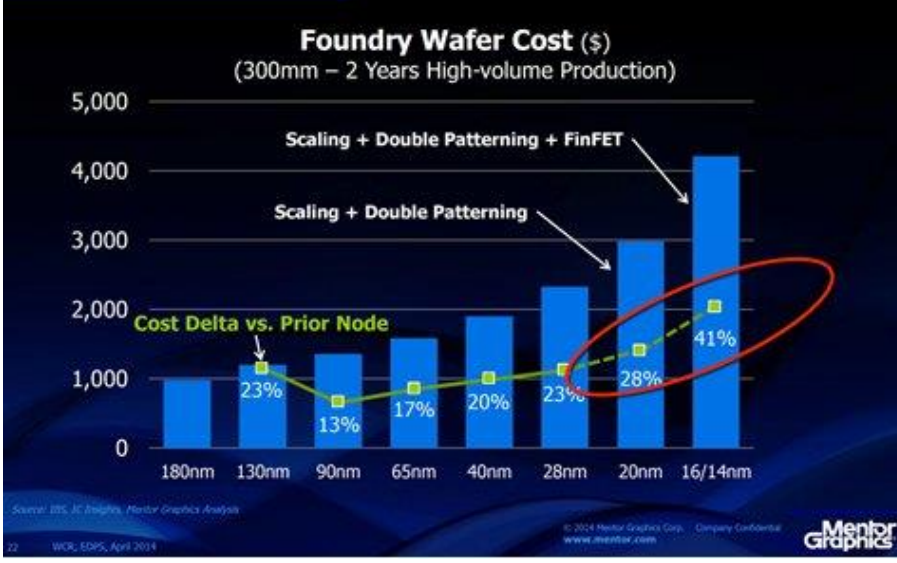 Foundry Wafer Cost ($)
(300mm – 2 Years High-volume Production)
5,000
Scaling + Double Patterning + FinFET
4,000
Scaling + Double Patterning
3,000
2,000
Cost Delta vs. Prior Node
41%
1,000
23%
13%
17%
20%
23%
28%
0
180nm 130nm 90nm 65nm 40nm 28nm 20nm 16/14nm
Source: IBS, IC Insights, Mentor Graphics Analysis
© 2014 Mentor Graphics Corp. Company Confidential
www.mentor.com
22 WCR, EDPS, April 2014
Mentor
Graphics